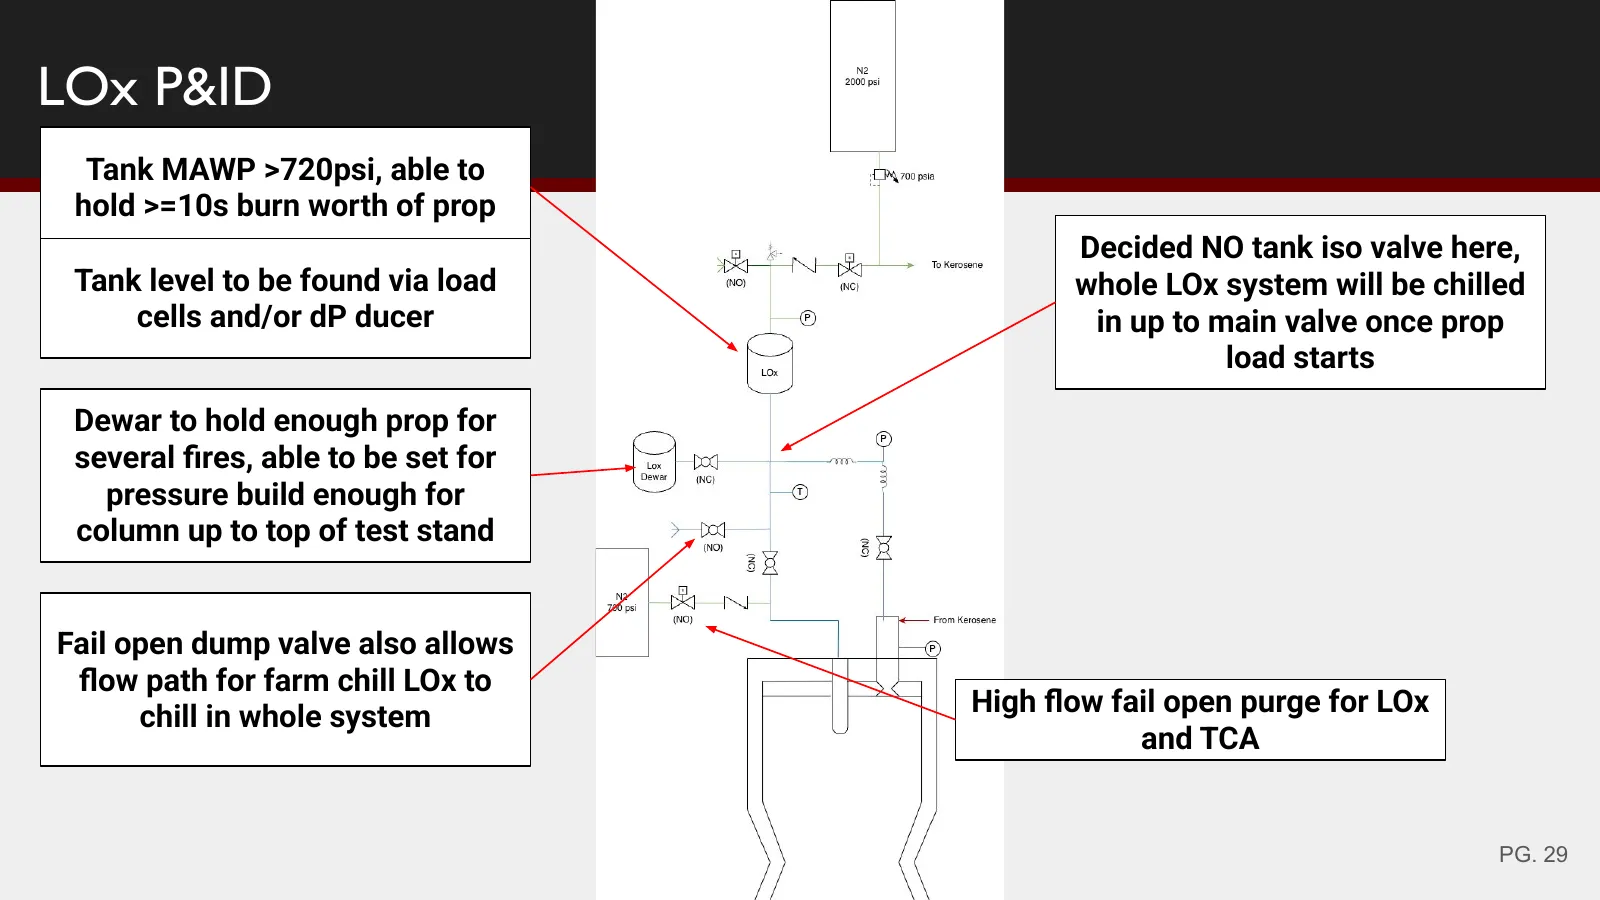 LOx P&ID
Tank MAWP >720psi, able to
hold >=10s burn worth of prop
Tank level to be found via load
cells and/or dP ducer
Dewar to hold enough prop for
several fires, able to be set for
pressure build enough for
column up to top of test stand
Fail open dump valve also allows
flow path for farm chill LOx to
chill in whole system
N2
2000 psi
700 psia
(NO)
(NC)
To Kerosene
P
LOx
P
Lox
Dewar
(NC)
T
(NO)
(NC)
(NC)
N2
700 psi
(NO)
From Kerosene
P
Decided NO tank iso valve here,
whole LOx system will be chilled
in up to main valve once prop
load starts
High flow fail open purge for LOx
and TCA
PG. 29